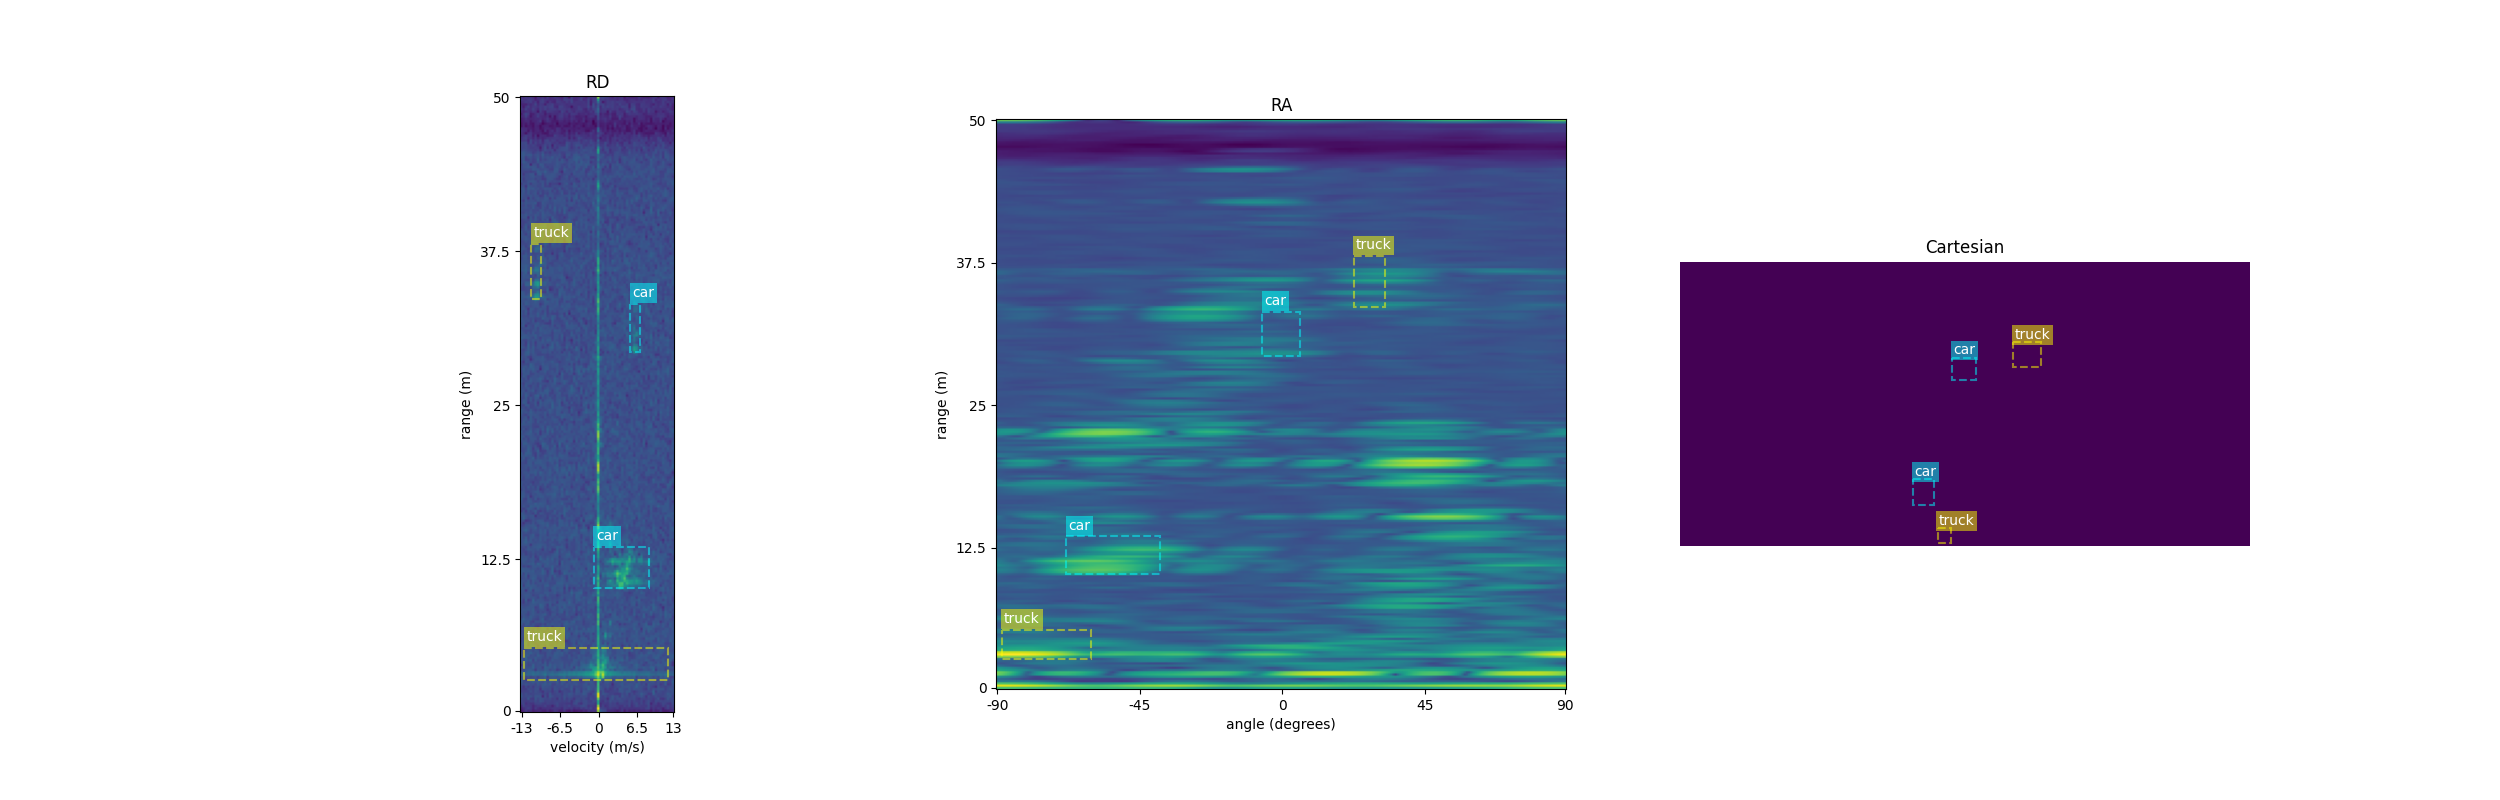 RD
50
37.5
25
12.5
0
range (m)
truck
car
car
truck
-13
-6.5
0
6.5
13
velocity (m/s)
RA
50
37.5
25
12.5
0
range (m)
truck
car
car
truck
-90
-45
0
45
90
angle (degrees)
Cartesian
truck
car
car
truck